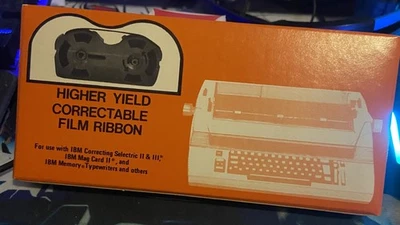 HIGHER YIELD
CORRECTABLE
FILM RIBBON
For use with IBM Correcting Selectric II & III,®
IBM Mag Card II®, and
IBM Memory® Typewriters and others